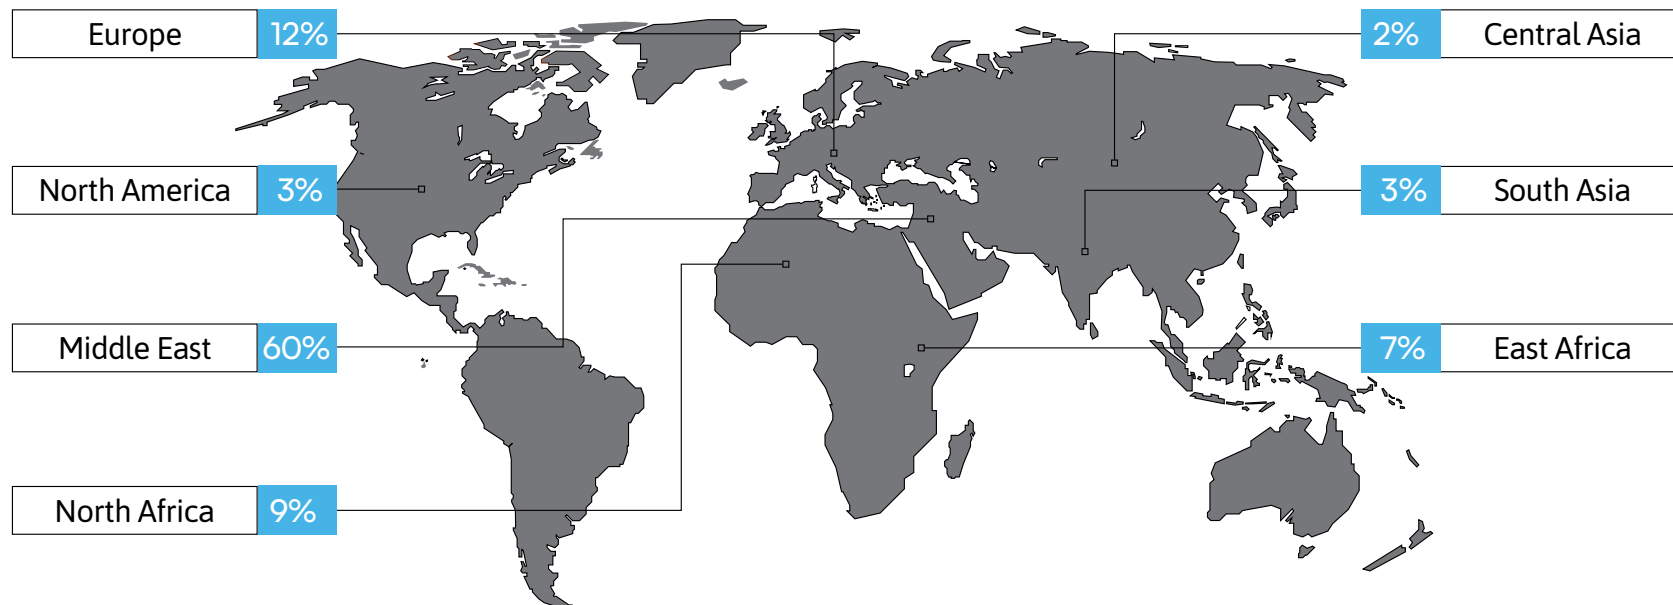 Europe 12%
North America 3%
Middle East 60%
North Africa 9%
2% Central Asia
3% South Asia
7% East Africa